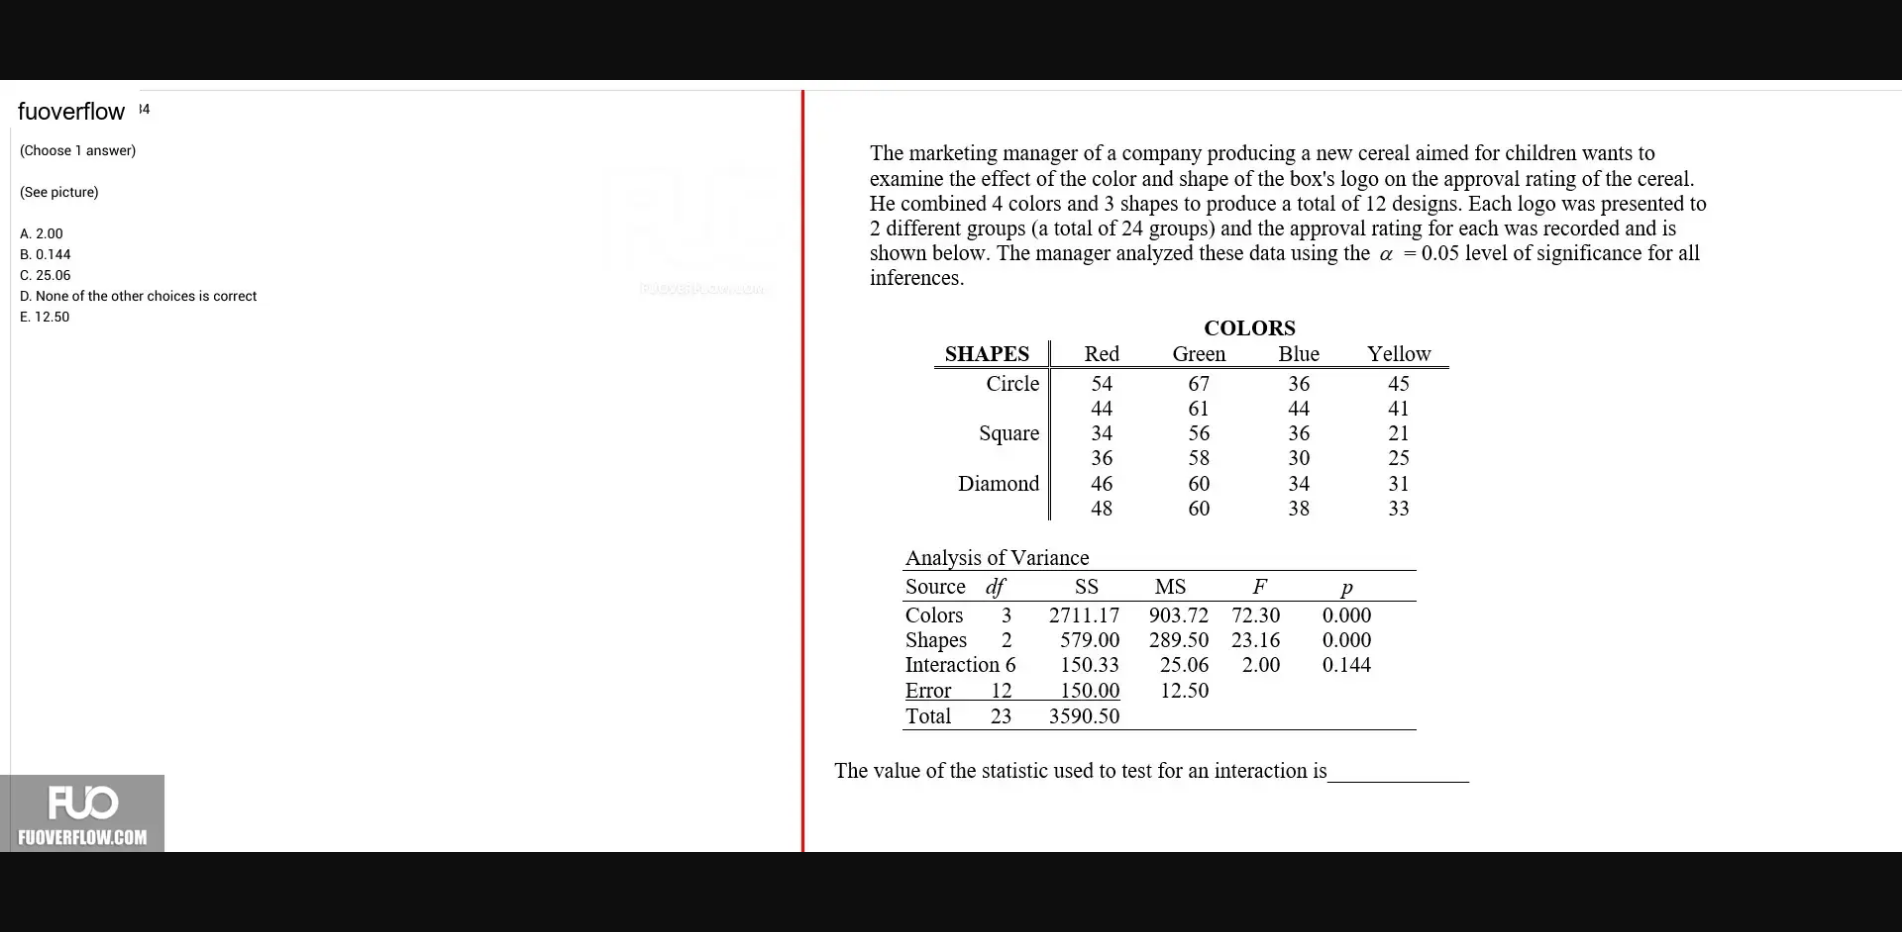 fuoverflow 14
(Choose 1 answer)
(See picture)
A. 2.00
B. 0.144
C. 25.06
D. None of the other choices is correct
E. 12.50
FUOVERFLOW.COM
FUO
FUOVERFLOW.COM
The marketing manager of a company producing a new cereal aimed for children wants to
examine the effect of the color and shape of the box's logo on the approval rating of the cereal.
He combined 4 colors and 3 shapes to produce a total of 12 designs. Each logo was presented to
2 different groups (a total of 24 groups) and the approval rating for each was recorded and is
shown below. The manager analyzed these data using the α = 0.05 level of significance for all
inferences.
COLORS
SHAPES Red Green Blue Yellow
Circle 54 67 36 45
44 61 44 41
Square 34 56 36 21
36 58 30 25
Diamond 46 60 34 31
48 60 38 33
Analysis of Variance
Source df SS MS F p
Colors 3 2711.17 903.72 72.30 0.000
Shapes 2 579.00 289.50 23.16 0.000
Interaction 6 150.33 25.06 2.00 0.144
Error 12 150.00 12.50
Total 23 3590.50
The value of the statistic used to test for an interaction is______________